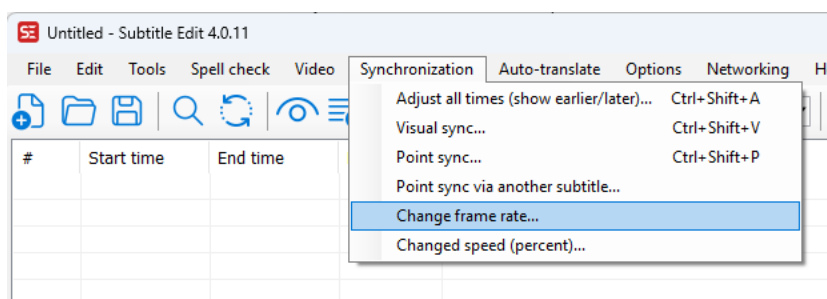 SE Untitled - Subtitle Edit 4.0.11
File Edit Tools Spell check Video Synchronization Auto-translate Options Networking H
Adjust all times (show earlier/later)... Ctrl+Shift+A
Visual sync... Ctrl+Shift+V
Point sync... Ctrl+Shift+P
Point sync via another subtitle...
Change frame rate...
Changed speed (percent)...
# Start time End time